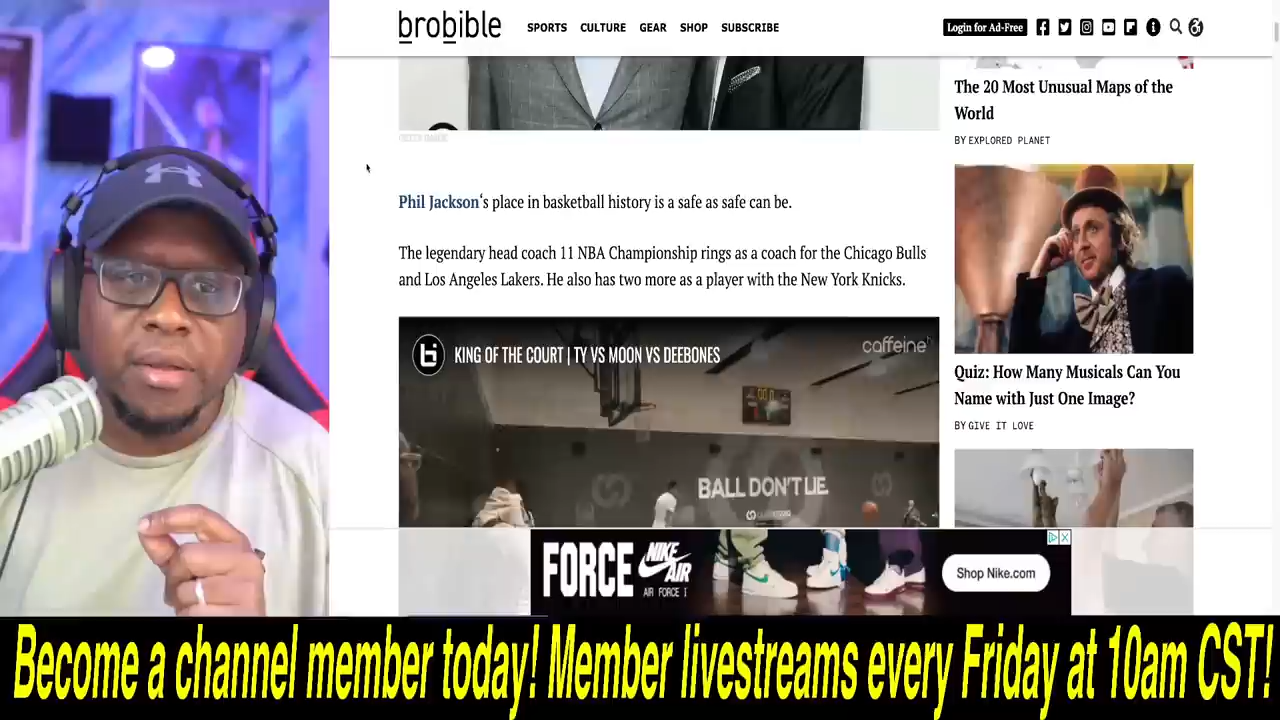 brobible
SPORTS CULTURE GEAR SHOP SUBSCRIBE
Login for Ad-Free
Phil Jackson‘s place in basketball history is a safe as safe can be.
The legendary head coach 11 NBA Championship rings as a coach for the Chicago Bulls
and Los Angeles Lakers. He also has two more as a player with the New York Knicks.
KING OF THE COURT | TY VS MOON VS DEEBONES
caffeine
BALL DON'T LIE
The 20 Most Unusual Maps of the
World
BY EXPLORED PLANET
Quiz: How Many Musicals Can You
Name with Just One Image?
BY GIVE IT LOVE
FORCE
NIKE
AIR
AIR FORCE 1
Shop Nike.com
Become a channel member today! Member livestreams every Friday at 10am CST!